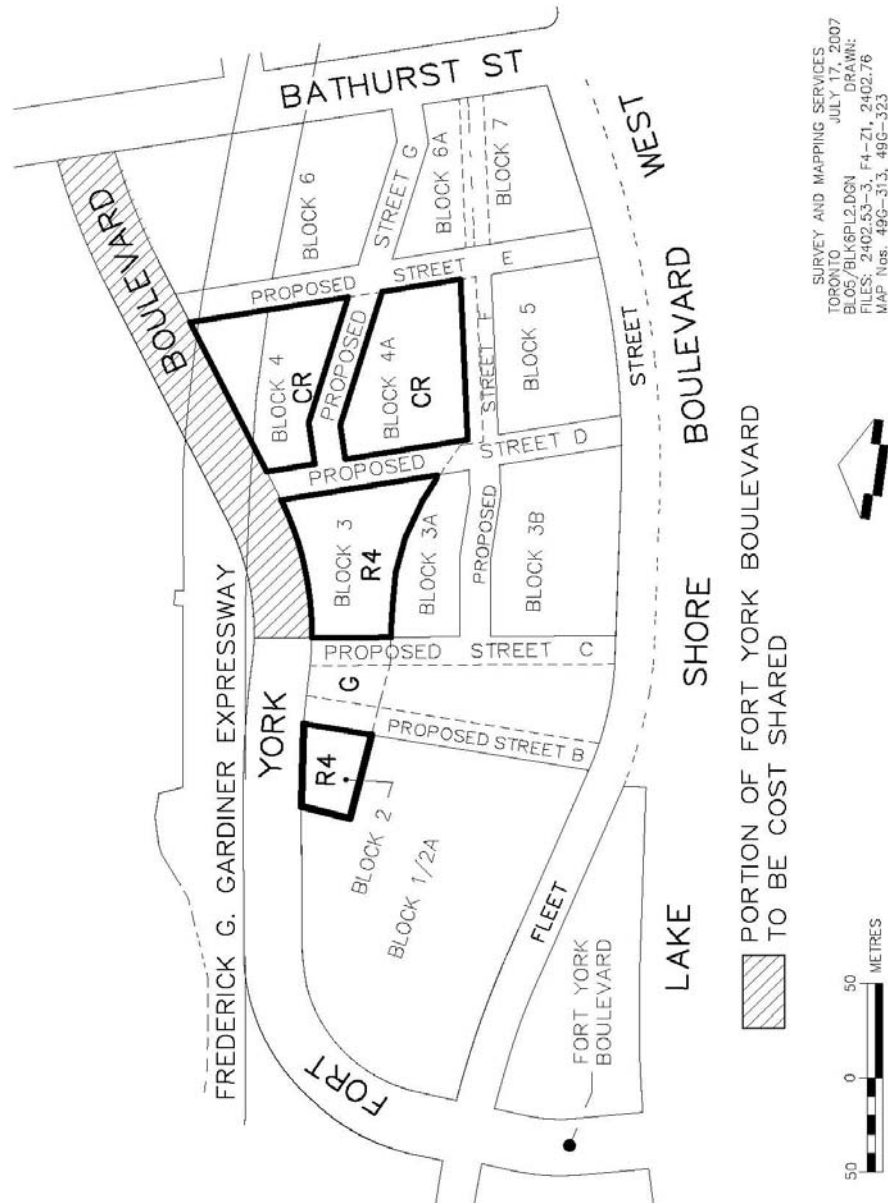 FREDERICK G. GARDINER EXPRESSWAY
FORT
YORK
BOULEVARD
BATHURST ST
BLOCK 6
STREET G
BLOCK 6A
BLOCK 7
PROPOSED
STREET E
BLOCK 4
CR
PROPOSED
BLOCK 4A
CR
STREET F
BLOCK 5
PROPOSED
STREET D
BLOCK 3
R4
BLOCK 3A
PROPOSED
BLOCK 3B
PROPOSED STREET C
G
PROPOSED STREET B
R4
BLOCK 2
BLOCK 1/2A
FLEET
STREET
FORT YORK
BOULEVARD
LAKE
SHORE
BOULEVARD
WEST
PORTION OF FORT YORK BOULEVARD
TO BE COST SHARED
50
0
50
METRES
SURVEY AND MAPPING SERVICES
TORONTO JULY 17, 2007
BL05/BLK6PL2.DGN DRAWN:
FILES: 2402.53-3, F4-Z1, 2402.76
MAP Nos. 49G-313, 49G-323